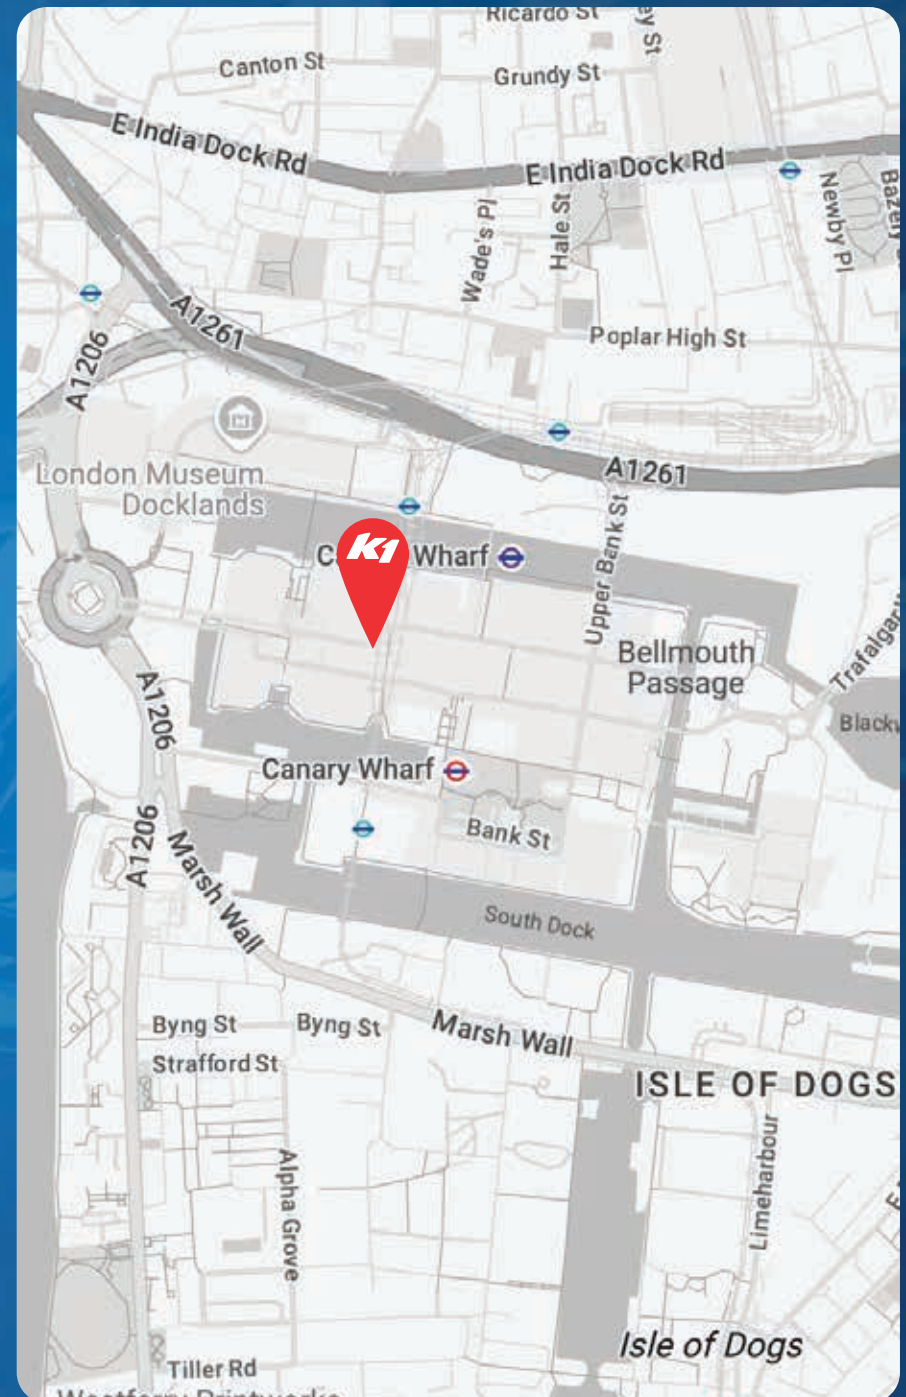 Ricardo St
Canton St
Grundy St
E India Dock Rd
E India Dock Rd
Newby Pl
Wade's Pl
Hale St
A1261
Poplar High St
A1206
London Museum
Docklands
A1261
K1
Wharf
Upper Bank St
Bellmouth
Passage
A1206
Canary Wharf
Bank St
A1206
Marsh Wall
South Dock
Byng St
Byng St
Marsh Wall
Strafford St
ISLE OF DOGS
Limeharbour
Alpha Grove
Isle of Dogs
Tiller Rd